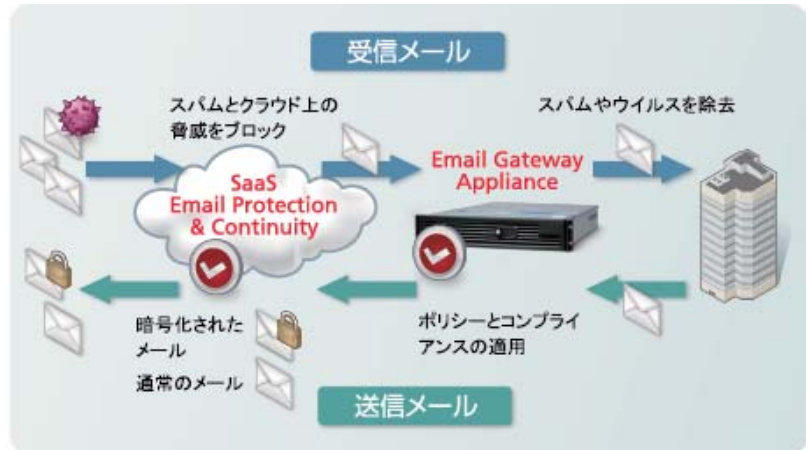 受信メール
スパムとクラウド上の
脅威をブロック
スパムやウイルスを除去
SaaS
Email Protection
& Continuity
Email Gateway
Appliance
暗号化された
メール
通常のメール
ポリシーとコンプライ
アンスの適用
送信メール